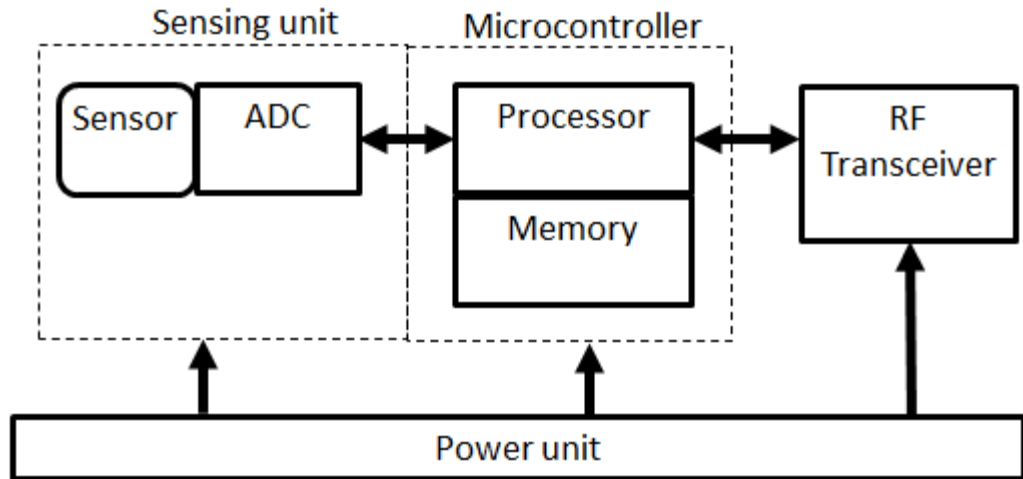 Sensing unit
Microcontroller
Sensor
ADC
Processor
RF
Transceiver
Memory
Power unit